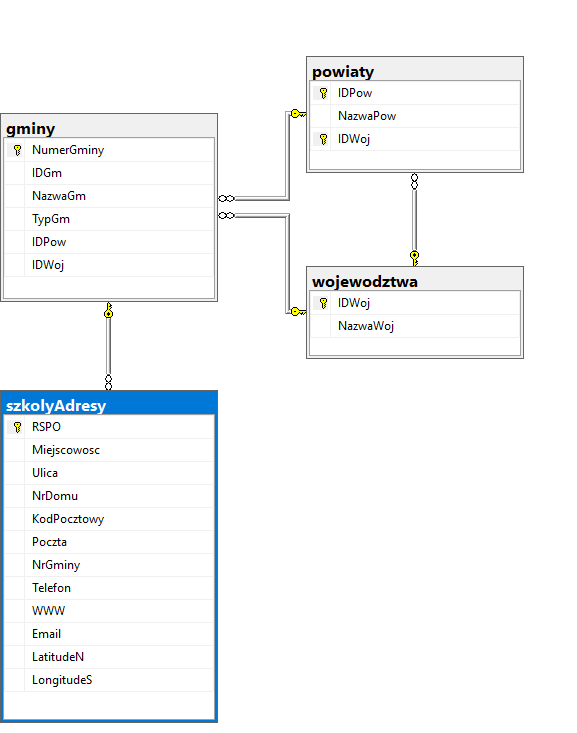 powiaty
IDPow
NazwaPow
IDWoj
gminy
NumerGminy
IDGm
NazwaGm
TypGm
IDPow
IDWoj
wojewodztwa
IDWoj
NazwaWoj
szkolyAdresy
RSPO
Miejscowosc
Ulica
NrDomu
KodPocztowy
Poczta
NrGminy
Telefon
WWW
Email
LatitudeN
LongitudeS